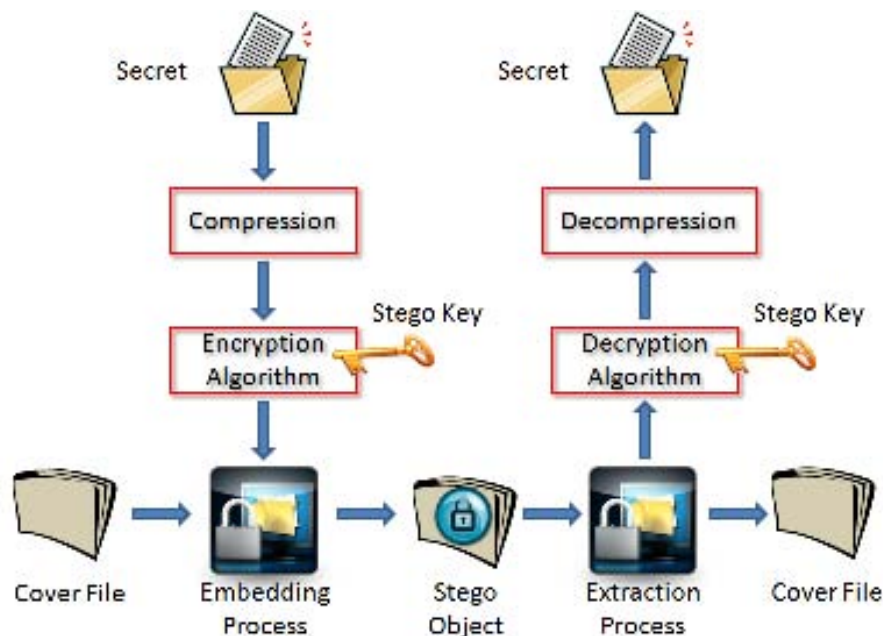 Secret
Secret
Compression
Decompression
Stego Key
Stego Key
Encryption
Algorithm
Decryption
Algorithm
Cover File
Embedding
Process
Stego
Object
Extraction
Process
Cover File